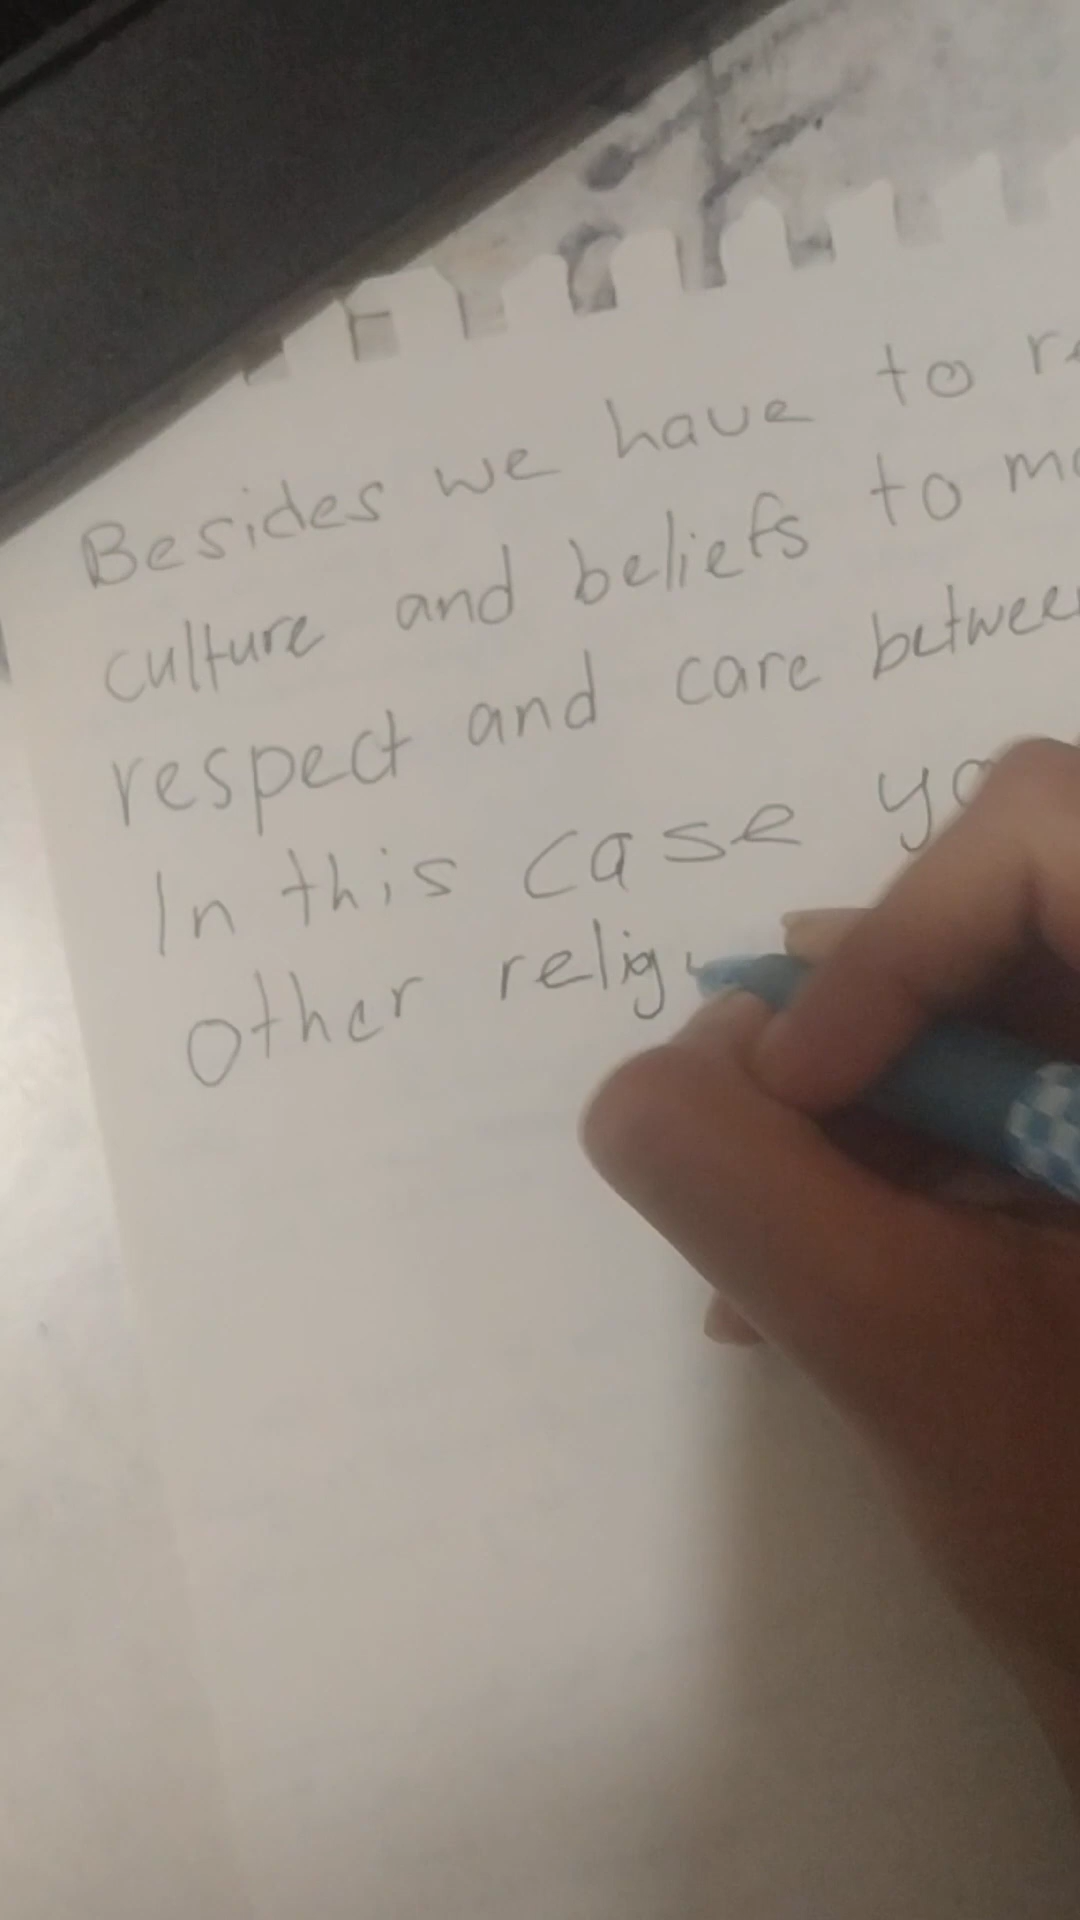 Besides we have to
culture and beliefs to
respect and care
In this case
Other